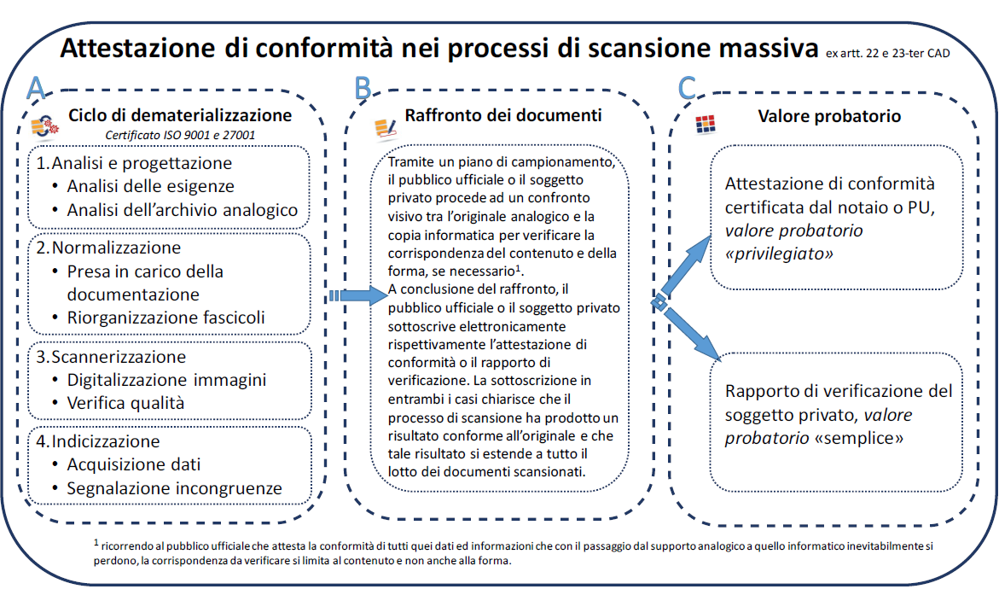 Attestazione di conformità nei processi di scansione massiva ex artt. 22 e 23-ter CAD
A
Ciclo di dematerializzazione
Certificato ISO 9001 e 27001
1.Analisi e progettazione
• Analisi delle esigenze
• Analisi dell'archivio analogico
2.Normalizzazione
• Presa in carico della
documentazione
• Riorganizzazione fascicoli
3.Scannerizzazione
• Digitalizzazione immagini
• Verifica qualità
4.Indicizzazione
• Acquisizione dati
• Segnalazione incongruenze
B
Raffronto dei documenti
Tramite un piano di campionamento,
il pubblico ufficiale o il soggetto
privato procede ad un confronto
visivo tra l'originale analogico e la
copia informatica per verificare la
corrispondenza del contenuto e della
forma, se necessario¹.
A conclusione del raffronto, il
pubblico ufficiale o il soggetto privato
sottoscrive elettronicamente
rispettivamente l'attestazione di
conformità o il rapporto di
verificazione. La sottoscrizione in
entrambi i casi chiarisce che il
processo di scansione ha prodotto un
risultato conforme all'originale e che
tale risultato si estende a tutto il
lotto dei documenti scansionati.
C
Valore probatorio
Attestazione di conformità
certificata dal notaio o PU,
valore probatorio
«privilegiato»
Rapporto di verificazione del
soggetto privato, valore
probatorio «semplice»
¹ ricorrendo al pubblico ufficiale che attesta la conformità di tutti quei dati ed informazioni che con il passaggio dal supporto analogico a quello informatico inevitabilmente si
perdono, la corrispondenza da verificare si limita al contenuto e non anche alla forma.